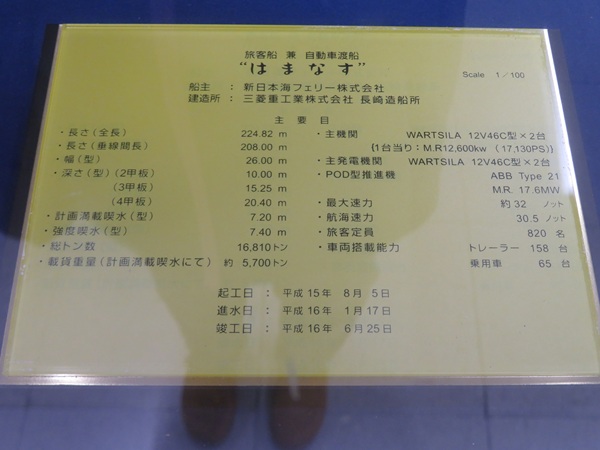 旅客船 兼 自動車渡船
“はまなす”
Scale 1／100
船主 ： 新日本海フェリー株式会社
建造所 ： 三菱重工業株式会社 長崎造船所
主 要 目
・長さ（全長） 224.82 m
・長さ（垂線間長） 208.00 m
・幅（型） 26.00 m
・深さ（型）（2甲板） 10.00 m
（3甲板） 15.25 m
（4甲板） 20.40 m
・計画満載喫水（型） 7.20 m
・強度喫水（型） 7.40 m
・総トン数 16,810トン
・載貨重量（計画満載喫水にて） 約 5,700トン
・主機関 WARTSILA 12V46C型×2台
{1台当り：M.R12,600kw （17,130PS）}
・主発電機関 WARTSILA 12V46C型×2台
・POD型推進機 ABB Type 21
M.R. 17.6MW
・最大速力 約 32 ノット
・航海速力 30.5 ノット
・旅客定員 820 名
・車両搭載能力 トレーラー 158 台
乗用車 65 台
起工日 ： 平成 15年 8月 5日
進水日 ： 平成 16年 1月 17日
竣工日 ： 平成 16年 6月 25日